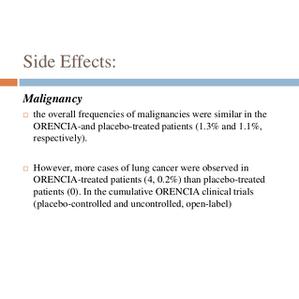 Side Effects:
Malignancy
the overall frequencies of malignancies were similar in the
ORENCIA-and placebo-treated patients (1.3% and 1.1%,
respectively).
However, more cases of lung cancer were observed in
ORENCIA-treated patients (4, 0.2%) than placebo-treated
patients (0). In the cumulative ORENCIA clinical trials
(placebo-controlled and uncontrolled, open-label)